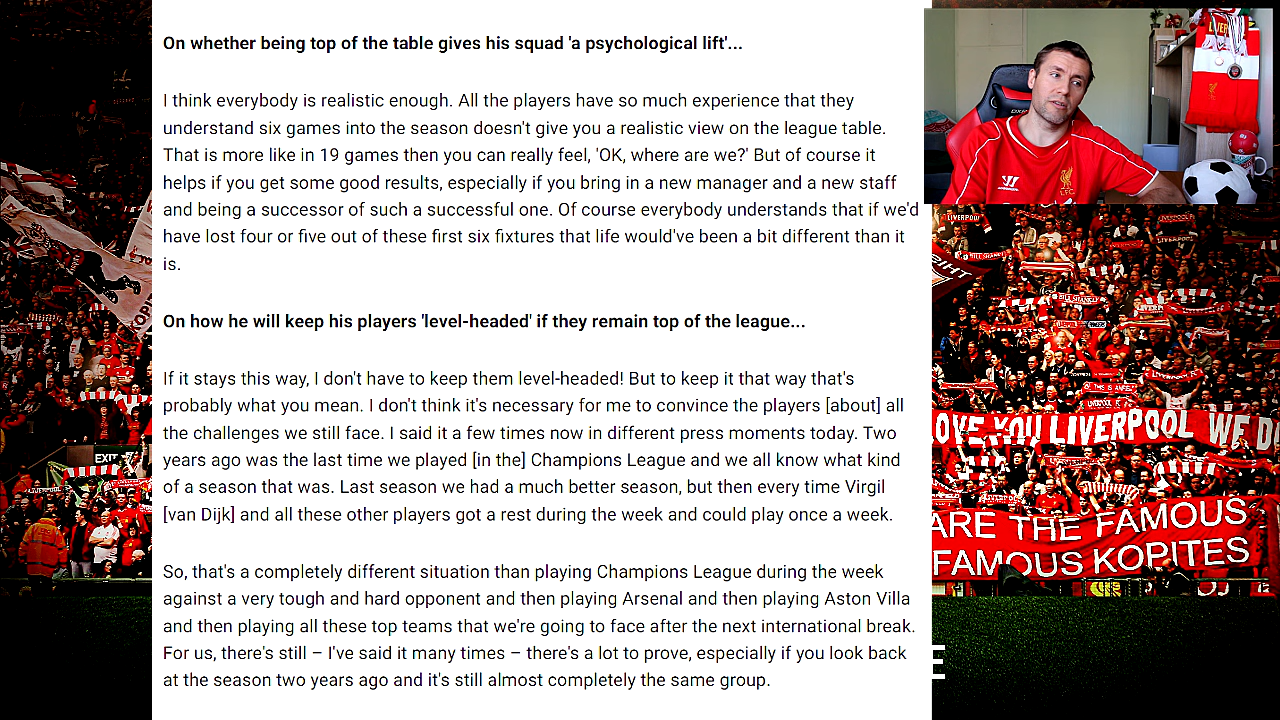 On whether being top of the table gives his squad 'a psychological lift'...
I think everybody is realistic enough. All the players have so much experience that they
understand six games into the season doesn't give you a realistic view on the league table.
That is more like in 19 games then you can really feel, 'OK, where are we?' But of course it
helps if you get some good results, especially if you bring in a new manager and a new staff
and being a successor of such a successful one. Of course everybody understands that if we'd
have lost four or five out of these first six fixtures that life would've been a bit different than it
is.
On how he will keep his players 'level-headed' if they remain top of the league...
If it stays this way, I don't have to keep them level-headed! But to keep it that way that's
probably what you mean. I don't think it's necessary for me to convince the players [about] all
the challenges we still face. I said it a few times now in different press moments today. Two
years ago was the last time we played [in the] Champions League and we all know what kind
of a season that was. Last season we had a much better season, but then every time Virgil
[van Dijk] and all these other players got a rest during the week and could play once a week.
So, that's a completely different situation than playing Champions League during the week
against a very tough and hard opponent and then playing Arsenal and then playing Aston Villa
and then playing all these top teams that we're going to face after the next international break.
For us, there's still – I've said it many times – there's a lot to prove, especially if you look back
at the season two years ago and it's still almost completely the same group.
EXIT
LIVERPOOL
BILL SHANKLY
OVE YOU LIVERPOOL WE D
ARE THE FAMOUS
FAMOUS KOPITES
E